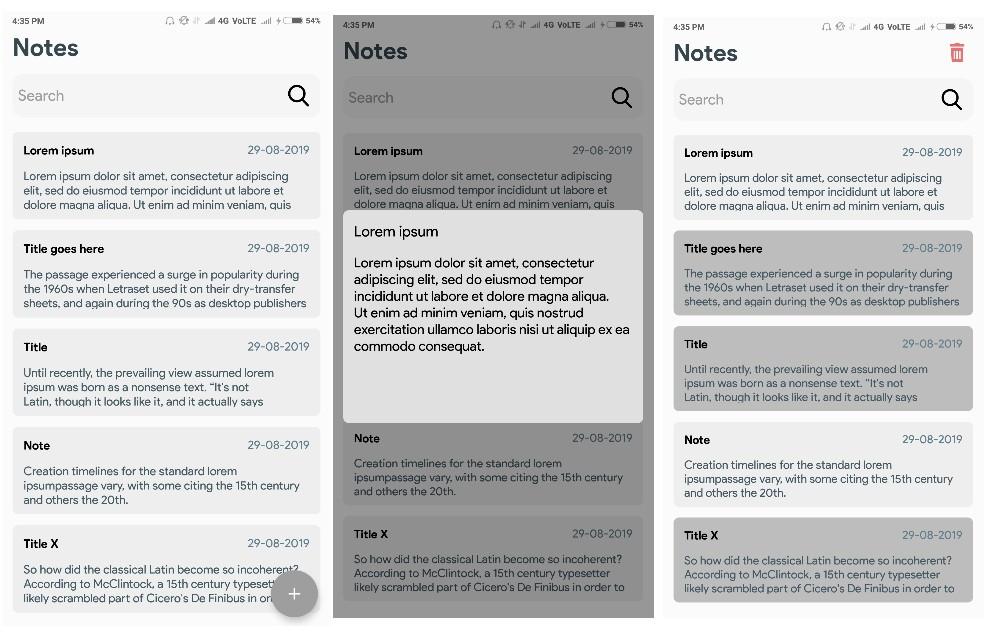 4:35 PM 4G VoLTE 54%
Notes
Search
Lorem ipsum 29-08-2019
Lorem ipsum dolor sit amet, consectetur adipiscing
elit, sed do eiusmod tempor incididunt ut labore et
dolore magna aliqua. Ut enim ad minim veniam, quis
Title goes here 29-08-2019
The passage experienced a surge in popularity during
the 1960s when Letraset used it on their dry-transfer
sheets, and again during the 90s as desktop publishers
Title 29-08-2019
Until recently, the prevailing view assumed lorem
ipsum was born as a nonsense text. "It's not
Latin, though it looks like it, and it actually says
Note 29-08-2019
Creation timelines for the standard lorem
ipsumpassage vary, with some citing the 15th century
and others the 20th.
Title X 29-08-2019
So how did the classical Latin become so incoherent?
According to McClintock, a 15th century typesett
likely scrambled part of Cicero's De Finibus in or
+
4:35 PM 4G VoLTE 54%
Notes
Search
Lorem ipsum 29-08-2019
Lorem ipsum dolor sit amet, consectetur adipiscing
elit, sed do eiusmod tempor incididunt ut labore et
dolore magna aliqua. Ut enim ad minim veniam, quis
Lorem ipsum
Lorem ipsum dolor sit amet, consectetur
adipiscing elit, sed do eiusmod tempor
incididunt ut labore et dolore magna aliqua.
Ut enim ad minim veniam, quis nostrud
exercitation ullamco laboris nisi ut aliquip ex ea
commodo consequat.
Note 29-08-2019
Creation timelines for the standard lorem
ipsumpassage vary, with some citing the 15th century
and others the 20th.
Title X 29-08-2019
So how did the classical Latin become so incoherent?
According to McClintock, a 15th century typesetter
likely scrambled part of Cicero's De Finibus in order to
4:35 PM 4G VoLTE 54%
Notes
Search
Lorem ipsum 29-08-2019
Lorem ipsum dolor sit amet, consectetur adipiscing
elit, sed do eiusmod tempor incididunt ut labore et
dolore magna aliqua. Ut enim ad minim veniam, quis
Title goes here 29-08-2019
The passage experienced a surge in popularity during
the 1960s when Letraset used it on their dry-transfer
sheets, and again during the 90s as desktop publishers
Title 29-08-2019
Until recently, the prevailing view assumed lorem
ipsum was born as a nonsense text. "It's not
Latin, though it looks like it, and it actually says
Note 29-08-2019
Creation timelines for the standard lorem
ipsumpassage vary, with some citing the 15th century
and others the 20th.
Title X 29-08-2019
So how did the classical Latin become so incoherent?
According to McClintock, a 15th century typesetter
likely scrambled part of Cicero's De Finibus in order to